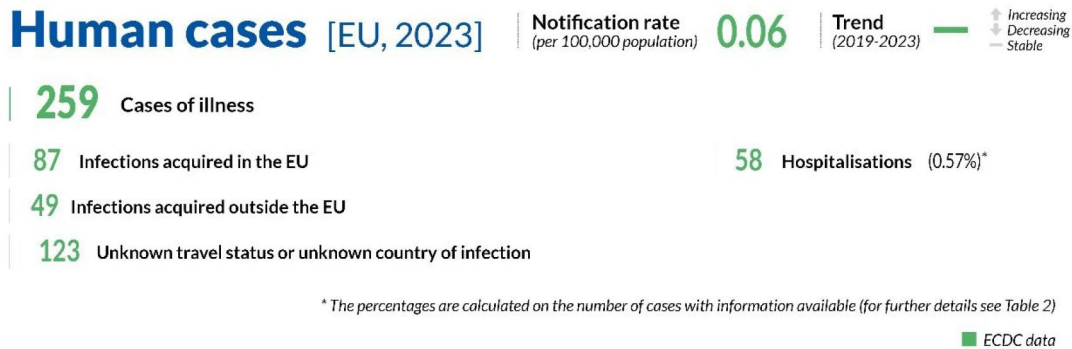 Human cases [EU, 2023]
Notification rate
(per 100,000 population)
0.06
Trend
(2019-2023)
Increasing
Decreasing
Stable
259 Cases of illness
87 Infections acquired in the EU
58 Hospitalisations (0.57%)*
49 Infections acquired outside the EU
123 Unknown travel status or unknown country of infection
* The percentages are calculated on the number of cases with information available (for further details see Table 2)
ECDC data